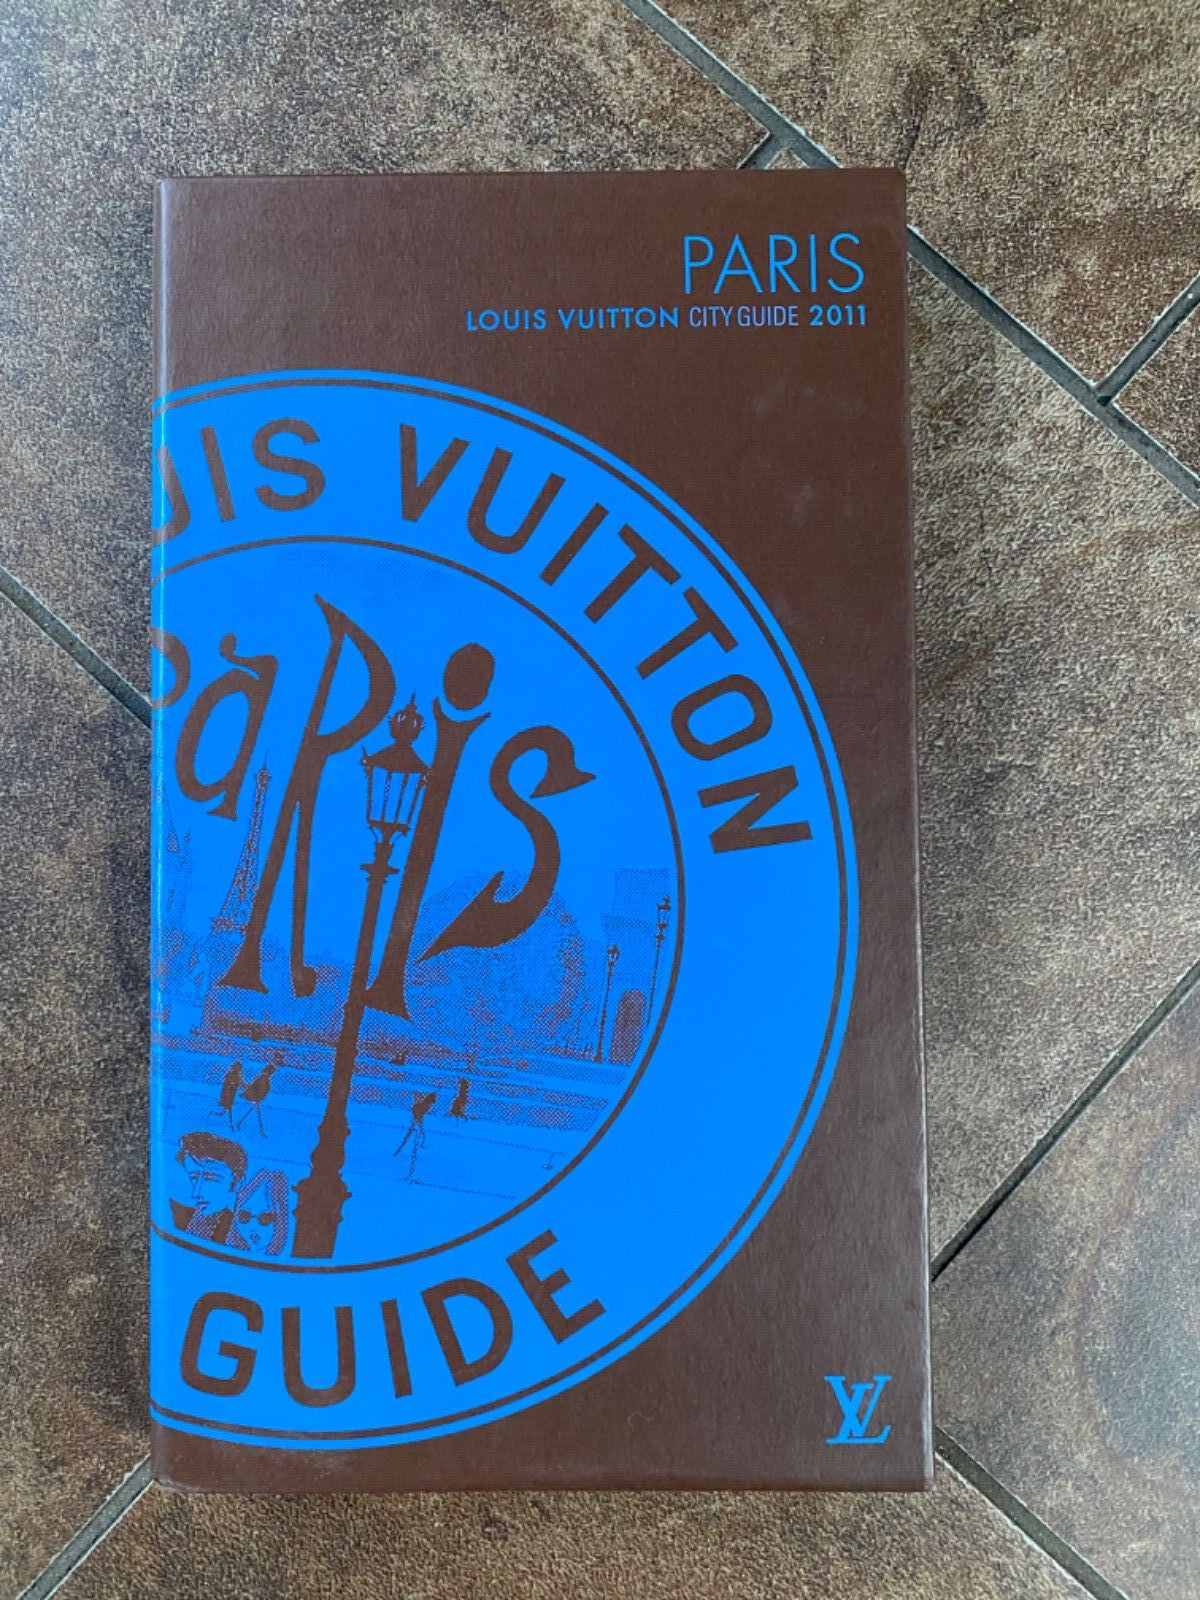 PARIS
LOUIS VUITTON CITY GUIDE 2011
UIS VUITTON
PARIS
GUIDE
LV